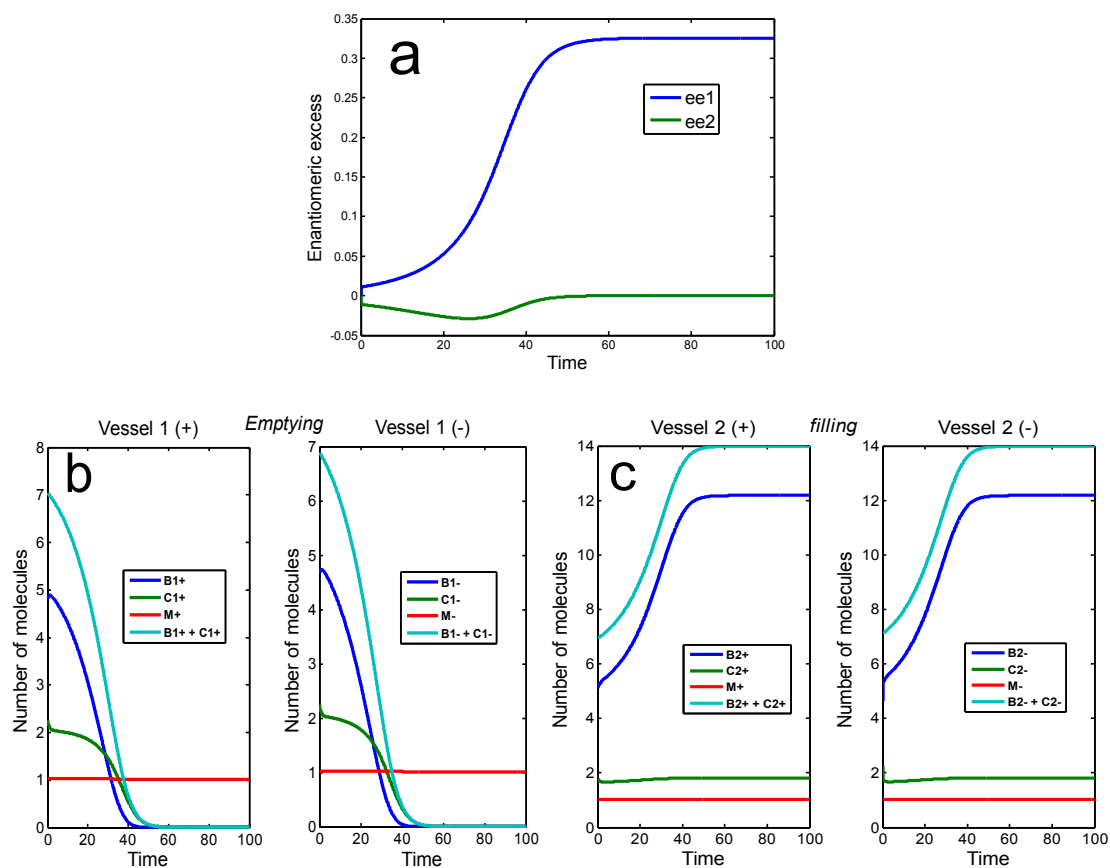 a
0.35
0.3
0.25
0.2
0.15
0.1
0.05
0
-0.05
Enantiomeric excess
ee1
ee2
0 20 40 60 80 100
Time
Emptying
filling
Vessel 1 (+)
b
8
7
6
5
4
3
2
1
0
Number of molecules
B1+
C1+
M+
B1+ + C1+
0 20 40 60 80 100
Time
Vessel 1 (-)
7
6
5
4
3
2
1
0
Number of molecules
B1-
C1-
M-
B1- + C1-
0 20 40 60 80 100
Time
Vessel 2 (+)
c
14
12
10
8
6
4
2
0
Number of molecules
B2+
C2+
M+
B2+ + C2+
0 20 40 60 80 100
Time
Vessel 2 (-)
14
12
10
8
6
4
2
0
Number of molecules
B2-
C2-
M-
B2- + C2-
0 20 40 60 80 100
Time